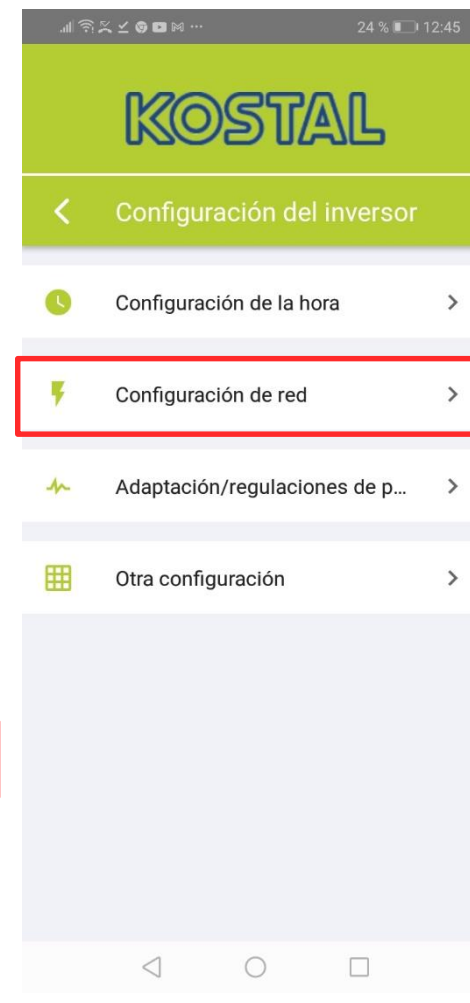 24 % 12:45
KOSTAL
Configuración del inversor
Configuración de la hora
Configuración de red
Adaptación/regulaciones de p...
Otra configuración